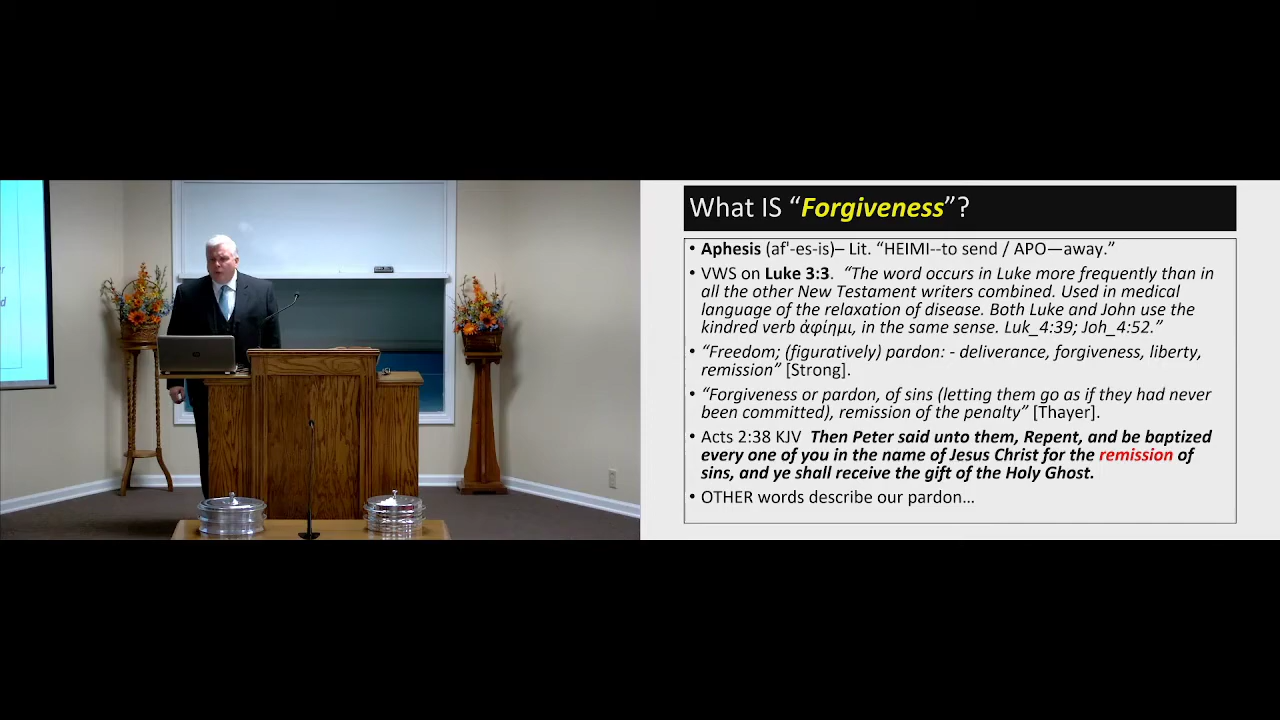 What IS “Forgiveness”?
• Aphesis (af'-es-is)– Lit. “HEIMI--to send / APO—away.”
• VWS on Luke 3:3. “The word occurs in Luke more frequently than in
all the other New Testament writers combined. Used in medical
language of the relaxation of disease. Both Luke and John use the
kindred verb ἀφίημι, in the same sense. Luk_4:39; Joh_4:52.”
• “Freedom; (figuratively) pardon: - deliverance, forgiveness, liberty,
remission” [Strong].
• “Forgiveness or pardon, of sins (letting them go as if they had never
been committed), remission of the penalty” [Thayer].
• Acts 2:38 KJV Then Peter said unto them, Repent, and be baptized
every one of you in the name of Jesus Christ for the remission of
sins, and ye shall receive the gift of the Holy Ghost.
• OTHER words describe our pardon…